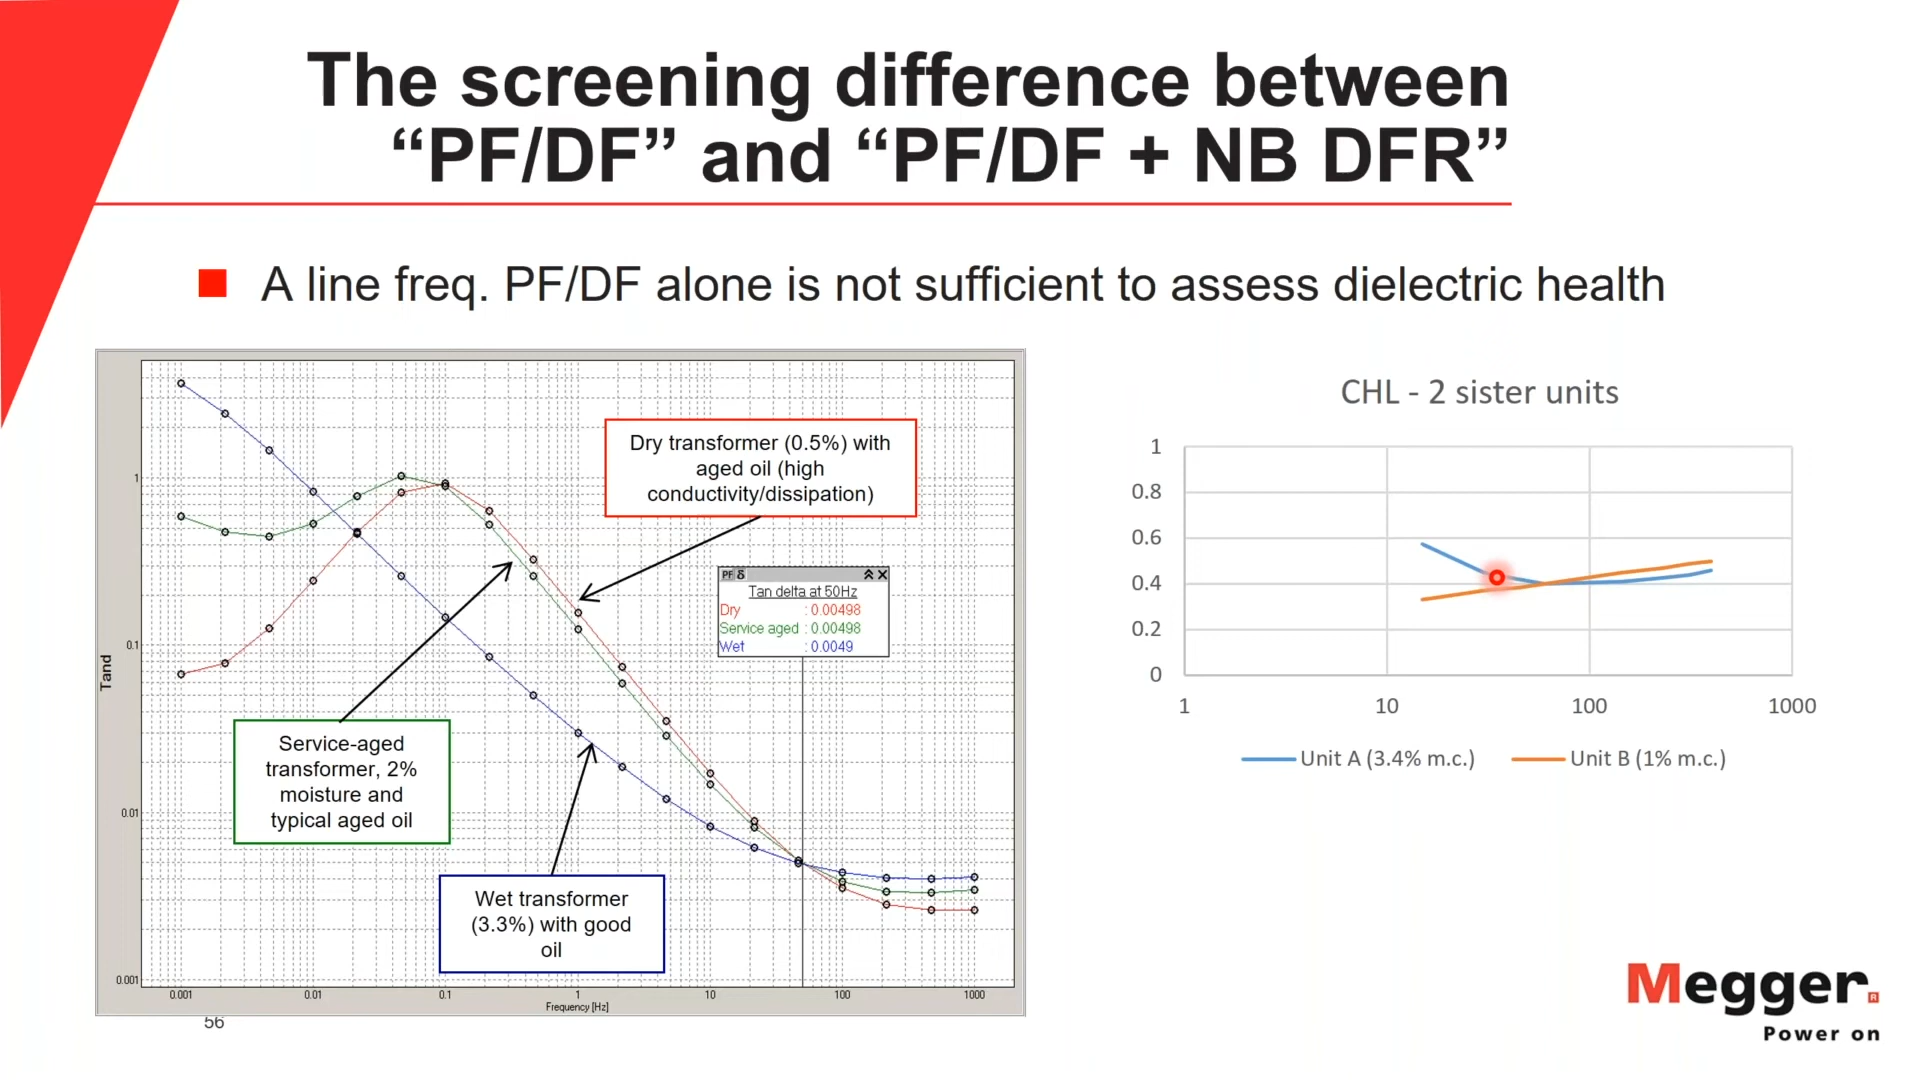 The screening difference between
“PF/DF” and “PF/DF + NB DFR”
A line freq. PF/DF alone is not sufficient to assess dielectric health
Dry transformer (0.5%) with
aged oil (high
conductivity/dissipation)
PF δ
Tan delta at 50Hz
Dry : 0.00498
Service aged : 0.00498
Wet : 0.0049
Service-aged
transformer, 2%
moisture and
typical aged oil
Wet transformer
(3.3%) with good
oil
Tand
1
0.1
0.01
0.001
0.001 0.01 0.1 1 10 100 1000
Frequency [Hz]
CHL - 2 sister units
1
0.8
0.6
0.4
0.2
0
1 10 100 1000
Unit A (3.4% m.c.) Unit B (1% m.c.)
56
Megger.®
Power on